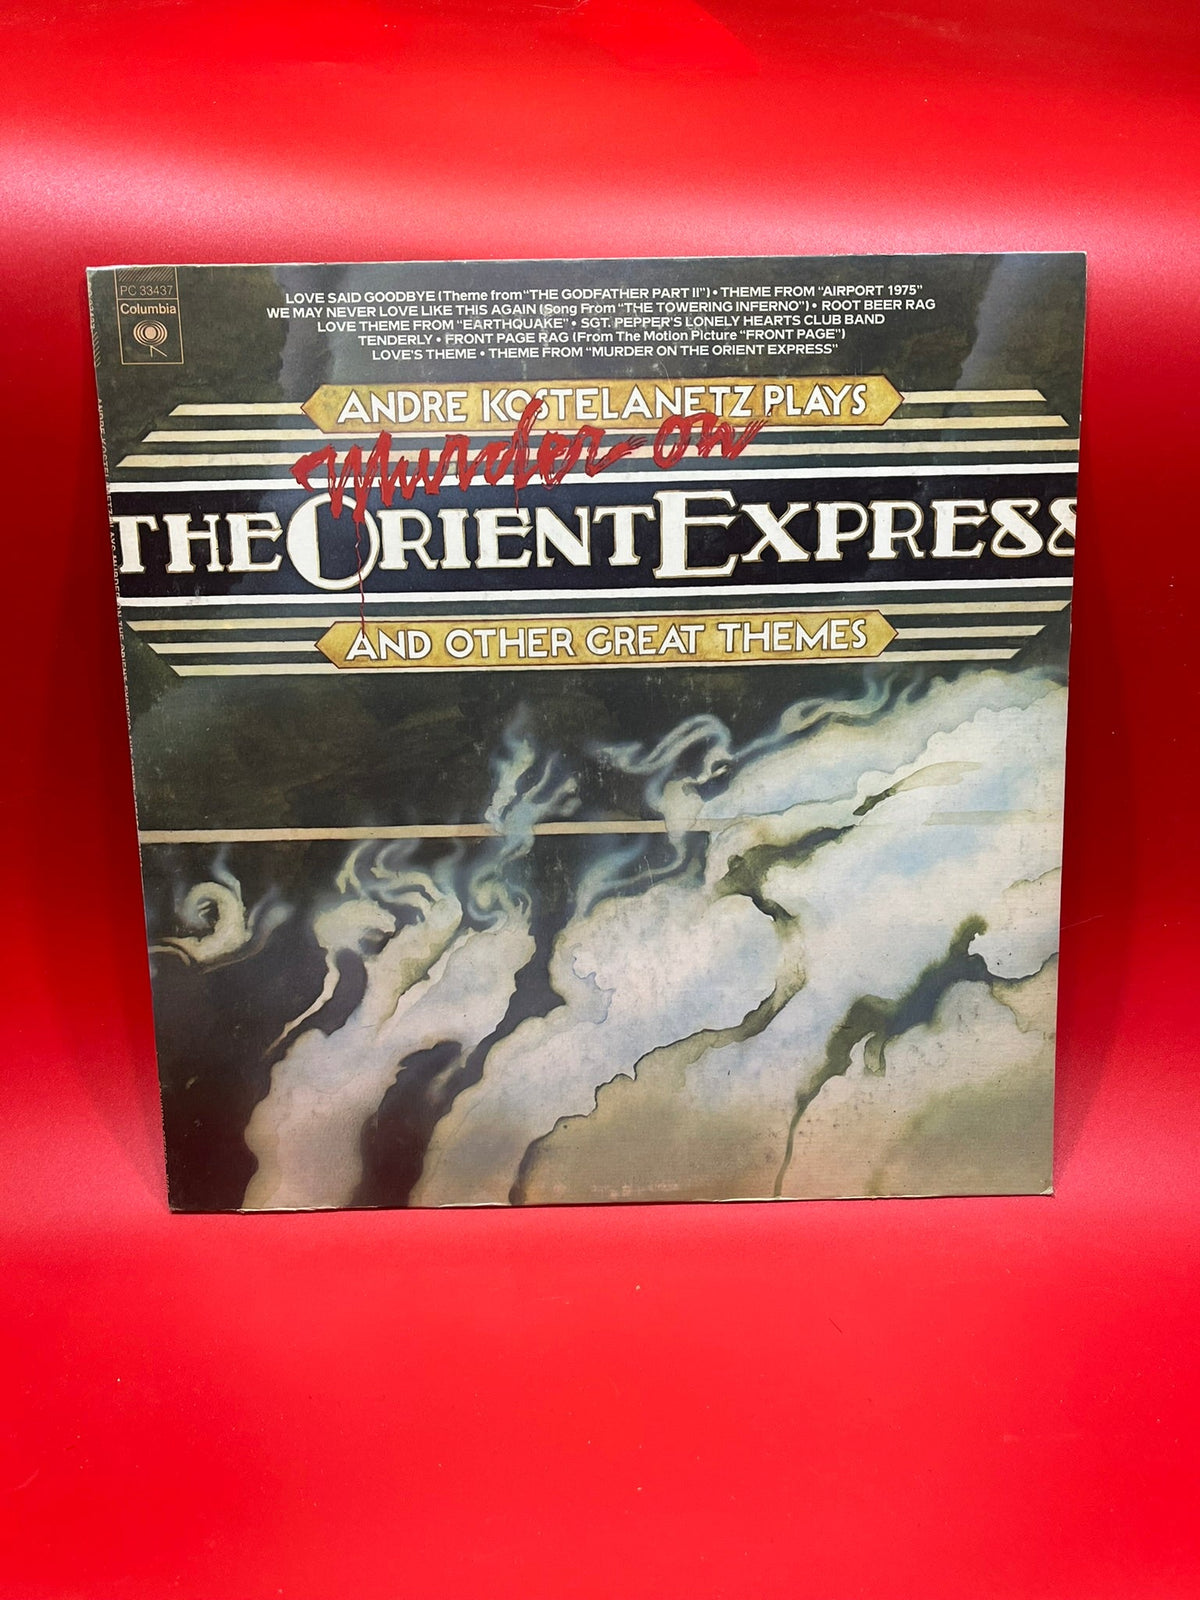 PC 33437
Columbia
LOVE SAID GOODBYE (Theme from "THE GODFATHER PART II") • THEME FROM "AIRPORT 1975"
WE MAY NEVER LOVE LIKE THIS AGAIN (Song From "THE TOWERING INFERNO") • ROOT BEER RAG
LOVE THEME FROM "EARTHQUAKE" • SGT. PEPPER'S LONELY HEARTS CLUB BAND
TENDERLY • FRONT PAGE RAG (From The Motion Picture "FRONT PAGE")
LOVE'S THEME • THEME FROM "MURDER ON THE ORIENT EXPRESS"
ANDRE KOSTELANETZ PLAYS
Murder on
THE ORIENT EXPRESS
AND OTHER GREAT THEMES